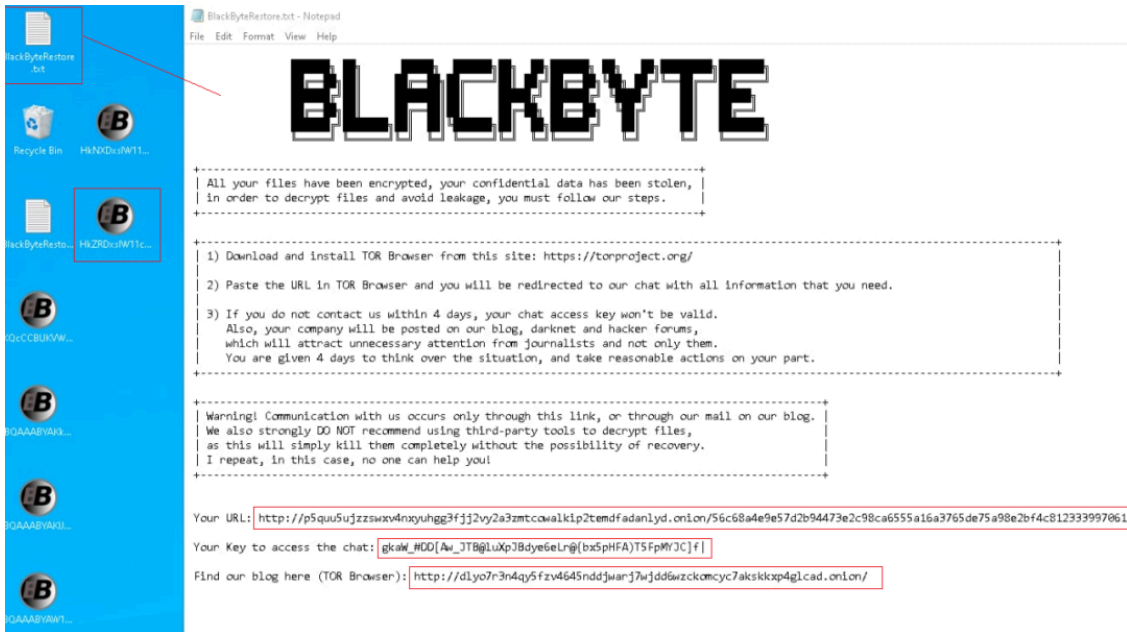 BlackByteRestore.txt - Notepad
File Edit Format View Help
BLACKBYTE
All your files have been encrypted, your confidential data has been stolen,
in order to decrypt files and avoid leakage, you must follow our steps.
1) Download and install TOR Browser from this site: https://torproject.org/
2) Paste the URL in TOR Browser and you will be redirected to our chat with all information that you need.
3) If you do not contact us within 4 days, your chat access key won't be valid.
Also, your company will be posted on our blog, darknet and hacker forums,
which will attract unnecessary attention from journalists and not only them.
You are given 4 days to think over the situation, and take reasonable actions on your part.
Warning! Communication with us occurs only through this link, or through our mail on our blog.
We also strongly DO NOT recommend using third-party tools to decrypt files,
as this will simply kill them completely without the possibility of recovery.
I repeat, in this case, no one can help you!
Your URL: http://p5quu5ujzzswxv4nxyuhgg3fjj2vy2a3zmtcowalkip2temdfadanlyd.onion/56c68a4e9e57d2b94473e2c98ca6555a16a3765de75a98e2bf4c812333997061
Your Key to access the chat: gkaW_#DD[Aw_JTB@luXpJBdye6eLr@(bx5pHFA)T5FpMYJC]f|
Find our blog here (TOR Browser): http://dlyo7r3n4qy5fzv4645nddjwarj7wjdd6wzckomcyc7akskkxp4glcad.onion/
lackByteRestore
.txt
Recycle Bin
HkNXDxsIW11...
lackByteResto...
HkZRDxsIW11c...
QcCCBUKVW...